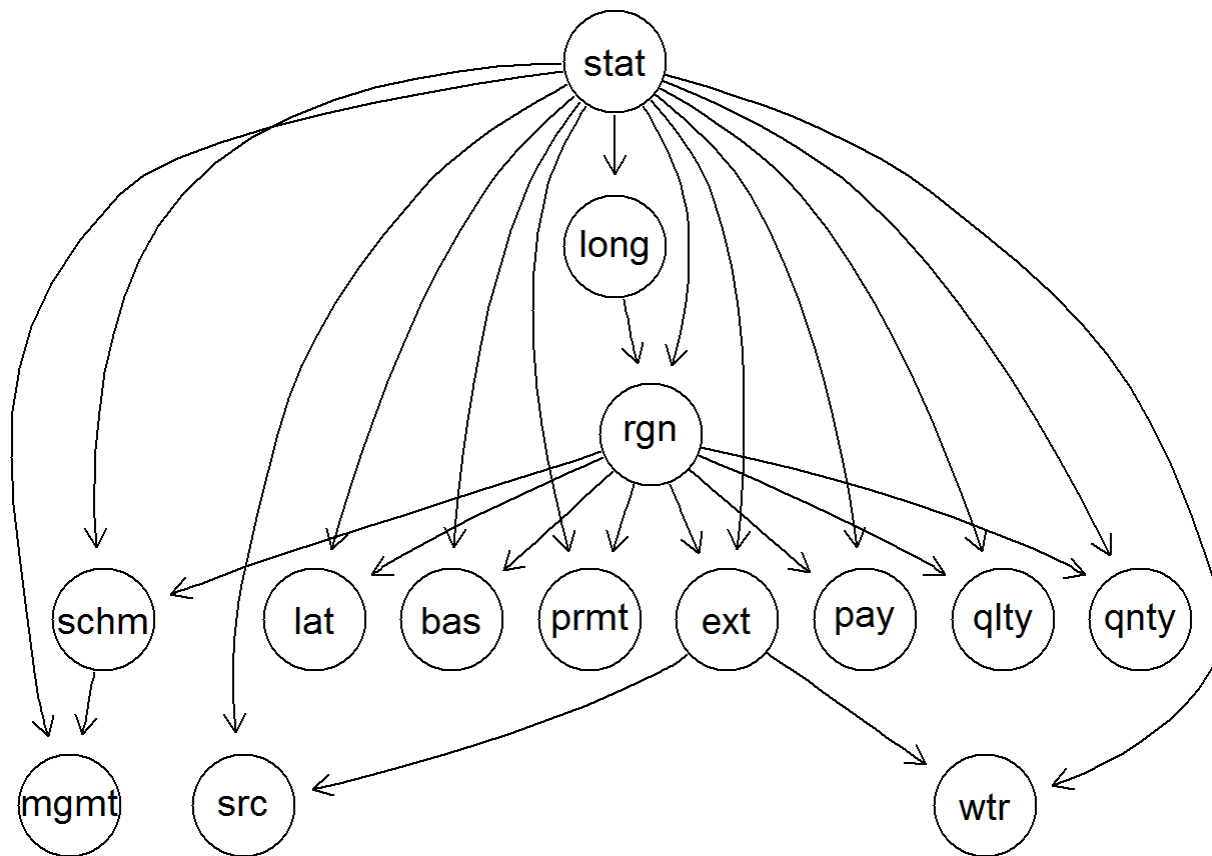 stat
long
rgn
schm
lat
bas
prmt
ext
pay
qlty
qnty
mgmt
src
wtr